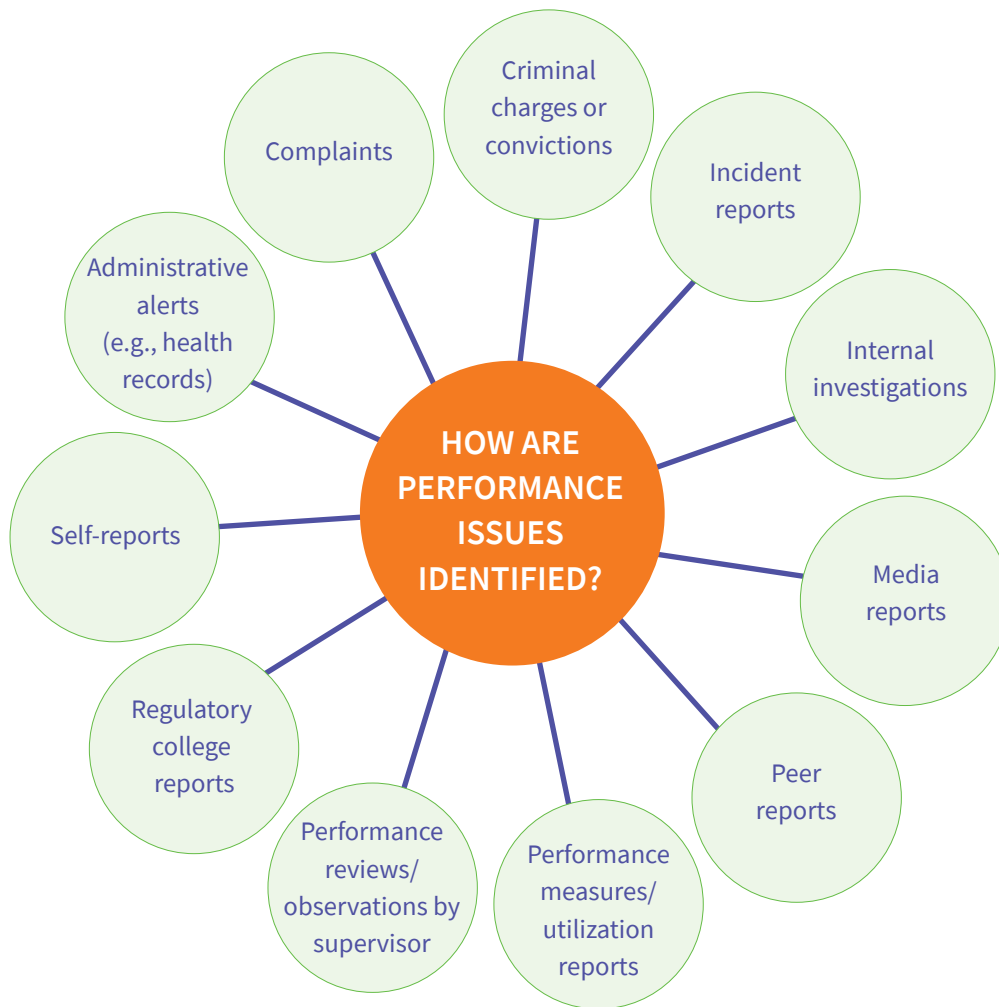 HOW ARE
PERFORMANCE
ISSUES
IDENTIFIED?
Criminal
charges or
convictions
Incident
reports
Internal
investigations
Media
reports
Peer
reports
Performance
measures/
utilization
reports
Performance
reviews/
observations by
supervisor
Regulatory
college
reports
Self-reports
Administrative
alerts
(e.g., health
records)
Complaints